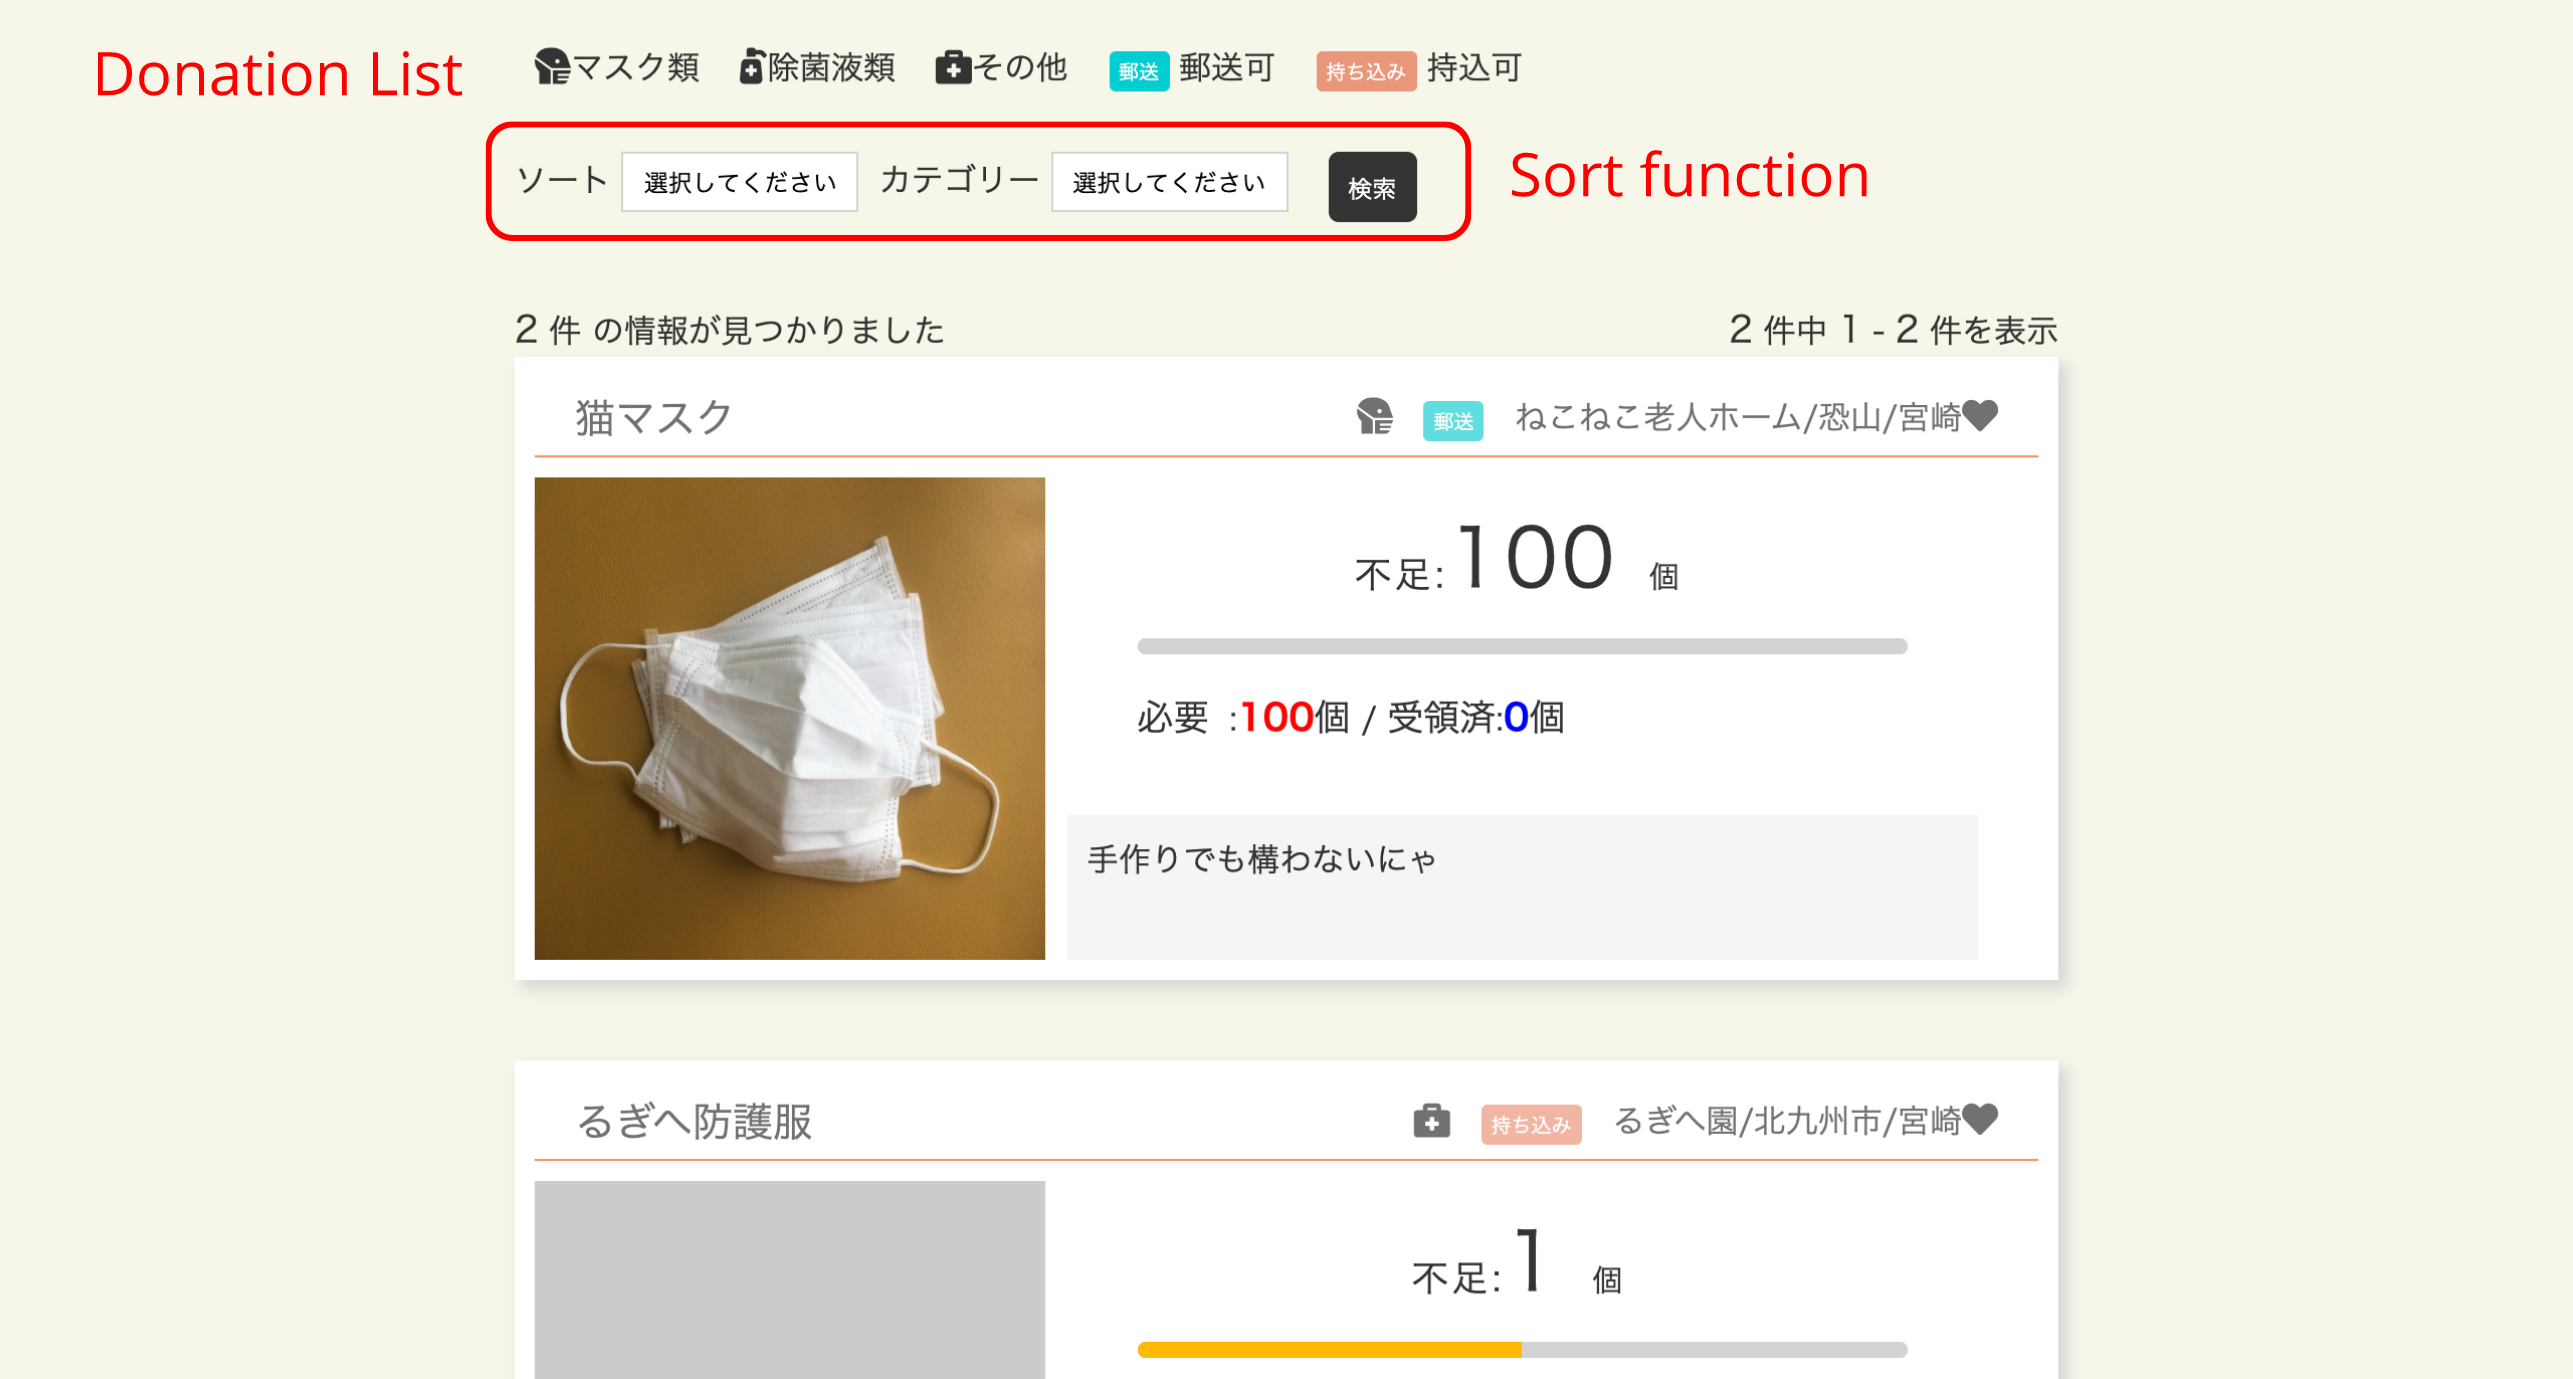 Donation List
マスク類 除菌液類 その他 郵送 郵送可 持ち込み 持込可
ソート 選択してください カテゴリー 選択してください 検索
Sort function
2 件 の情報が見つかりました
2 件中 1 - 2 件を表示
猫マスク
郵送 ねこねこ老人ホーム/恐山/宮崎
不足:100 個
必要 :100個 / 受領済:0個
手作りでも構わないにゃ
るぎへ防護服
持ち込み るぎへ園/北九州市/宮崎
不足:1 個